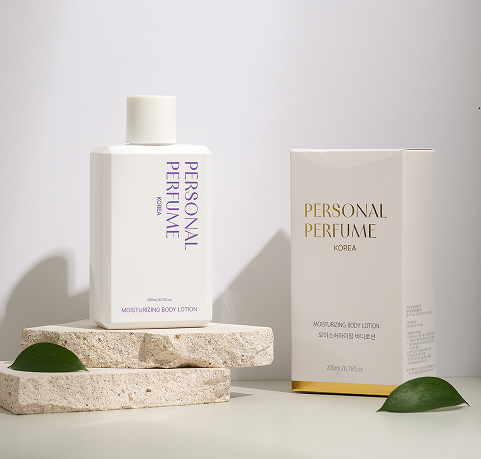 PERSONAL
PERFUME
KOREA
MOISTURIZING BODY LOTION
PERSONAL
PERFUME
KOREA
MOISTURIZING BODY LOTION
모이스처라이징 바디로션
200mL/6.76fl.oz